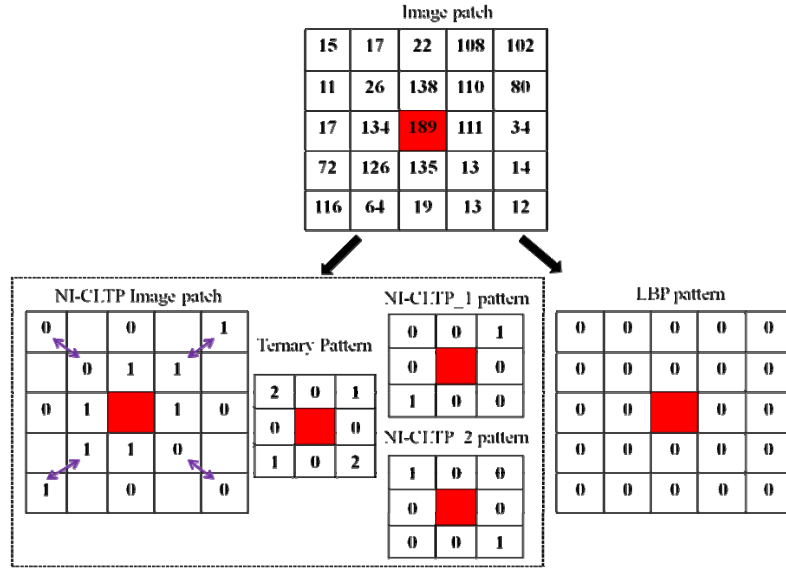 Image patch
15 17 22 108 102
11 26 138 110 80
17 134 189 111 34
72 126 135 13 14
116 64 19 13 12
NI-CLTP Image patch
0 0 1
0 1 1
0 1 1 0
1 1 0
1 0 0
Ternary Pattern
2 0 1
0 0
1 0 2
NI-CLTP_1 pattern
0 0 1
0 0
1 0 0
NI-CLTP_2 pattern
1 0 0
0 0
0 0 1
LBP pattern
0 0 0 0 0
0 0 0 0 0
0 0 0 0
0 0 0 0 0
0 0 0 0 0